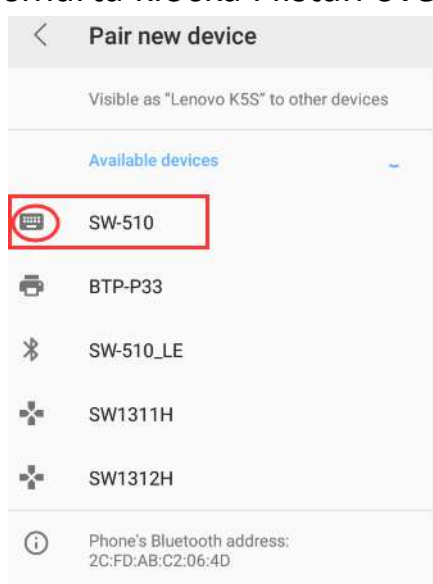 Pair new device
Visible as "Lenovo K5S" to other devices
Available devices
SW-510
BTP-P33
SW-510_LE
SW1311H
SW1312H
Phone's Bluetooth address:
2C:FD:AB:C2:06:4D